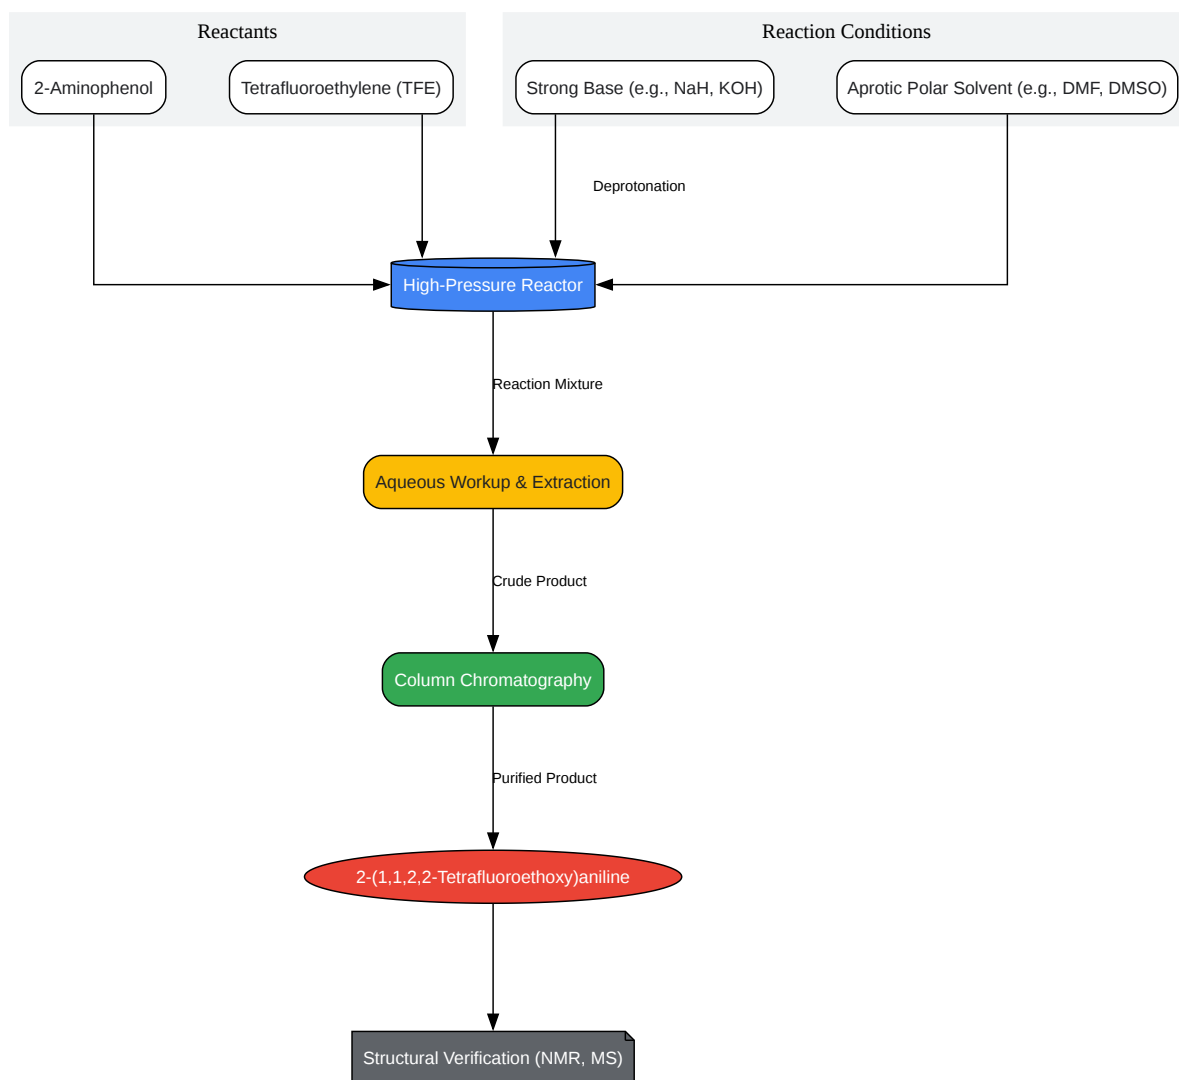 Reactants
Reaction Conditions
2-Aminophenol
Tetrafluoroethylene (TFE)
Strong Base (e.g., NaH, KOH)
Aprotic Polar Solvent (e.g., DMF, DMSO)
Deprotonation
High-Pressure Reactor
Reaction Mixture
Aqueous Workup & Extraction
Crude Product
Column Chromatography
Purified Product
2-(1,1,2,2-Tetrafluoroethoxy)aniline
Structural Verification (NMR, MS)